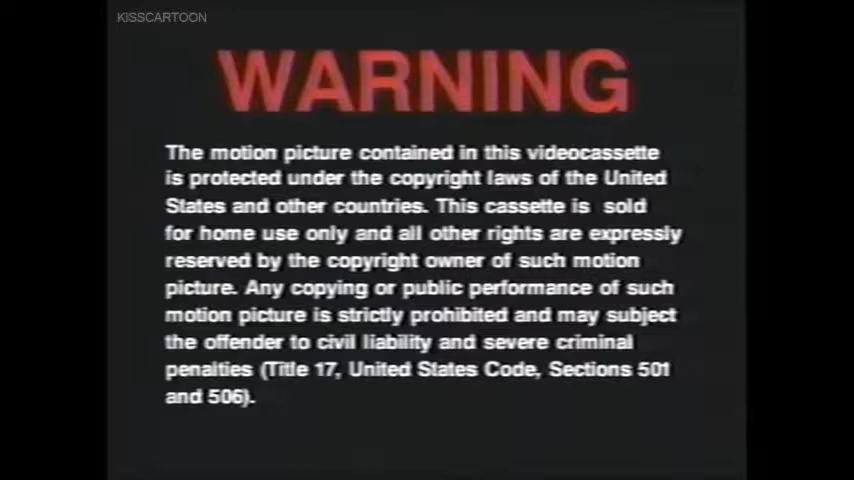 KISSCARTOON
WARNING
The motion picture contained in this videocassette
is protected under the copyright laws of the United
States and other countries. This cassette is sold
for home use only and all other rights are expressly
reserved by the copyright owner of such motion
picture. Any copying or public performance of such
motion picture is strictly prohibited and may subject
the offender to civil liability and severe criminal
penalties (Title 17, United States Code, Sections 501
and 506).